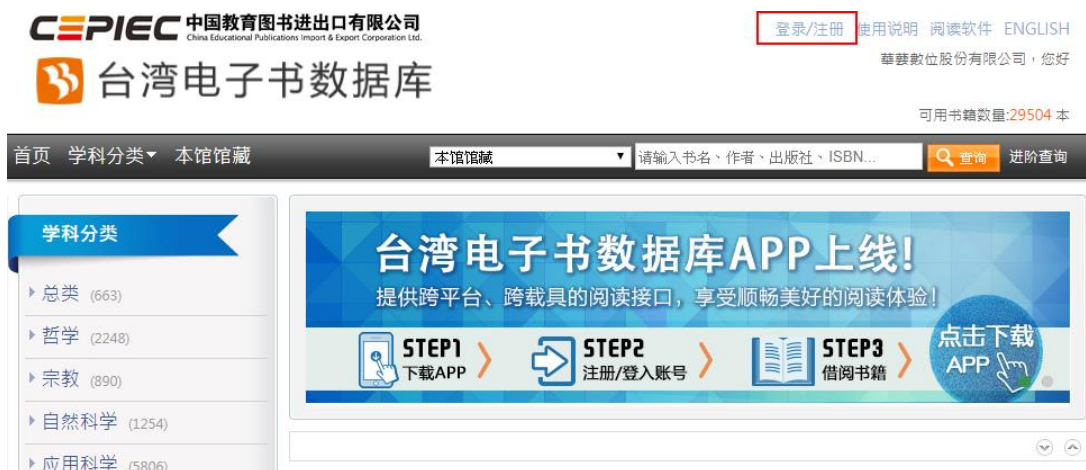 CEPIEC 中国教育图书进出口有限公司
China Educational Publications Import & Export Corporation Ltd.
登录/注册 使用说明 阅读软件 ENGLISH
華藝數位股份有限公司，您好
台湾电子书数据库
可用书籍数量:29504 本
首页 学科分类▾ 本馆馆藏 本馆馆藏 ▾ 请输入书名、作者、出版社、ISBN... 查询 进阶查询
学科分类
总类 (663)
哲学 (2248)
宗教 (890)
自然科学 (1254)
应用科学 (5806)
台湾电子书数据库APP上线!
提供跨平台、跨载具的阅读接口，享受顺畅美好的阅读体验!
STEP1
下载APP
STEP2
注册/登入账号
STEP3
借阅书籍
点击下载
APP